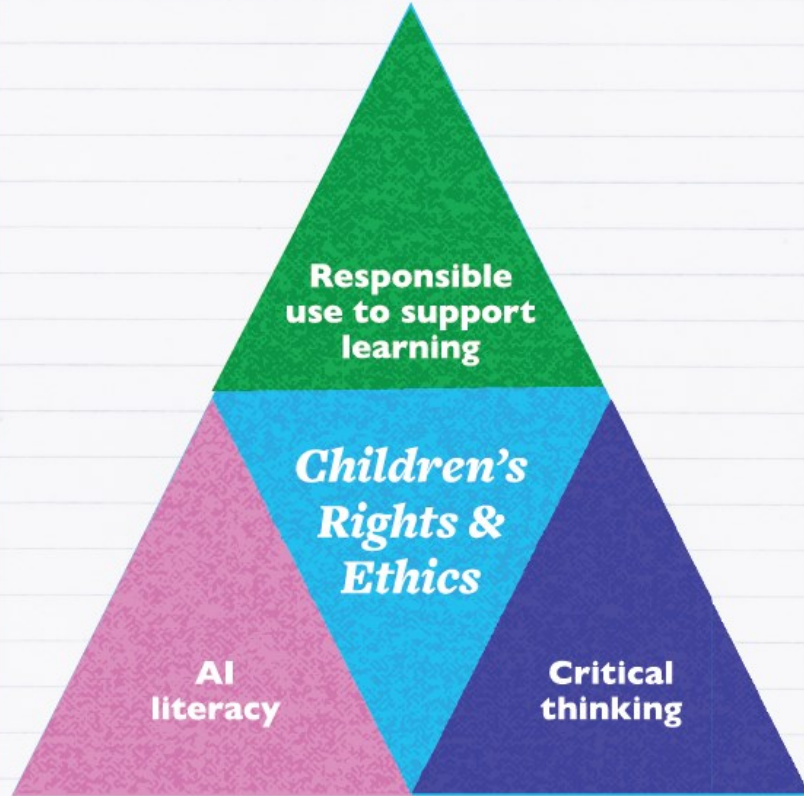 Responsible
use to support
learning
Children's
Rights &
Ethics
AI
literacy
Critical
thinking